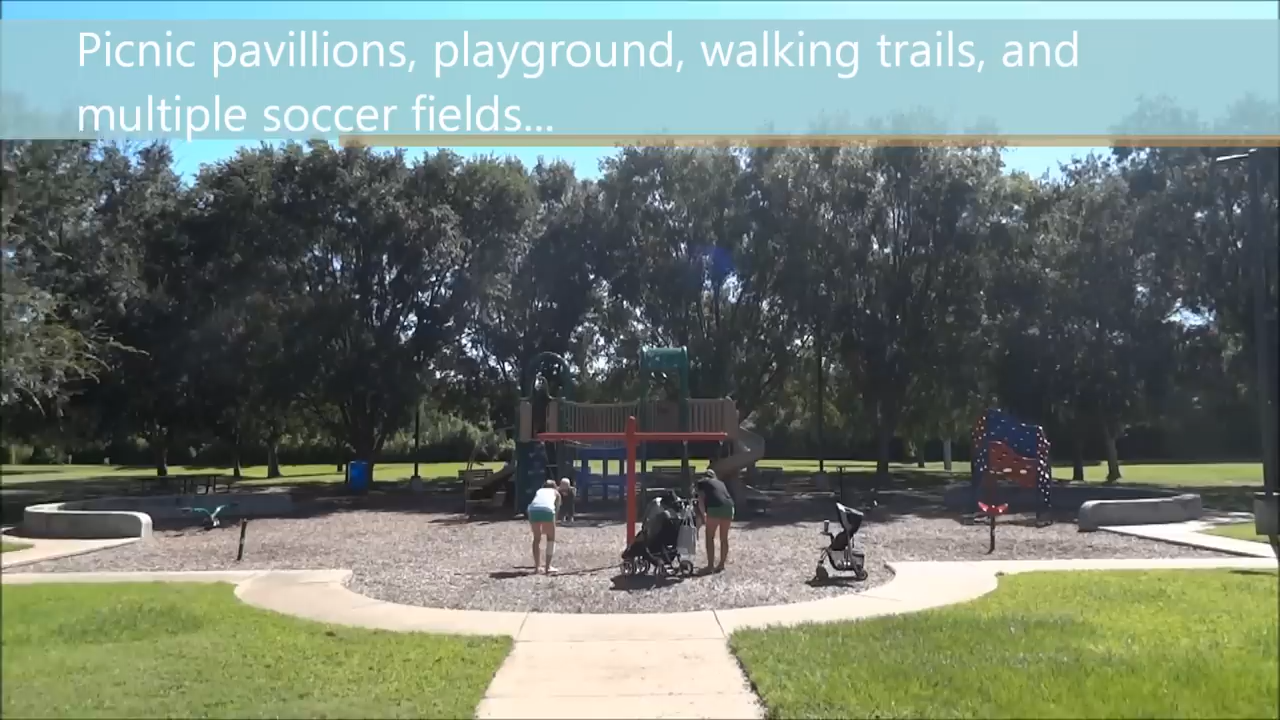 Picnic pavillions, playground, walking trails, and
multiple soccer fields...